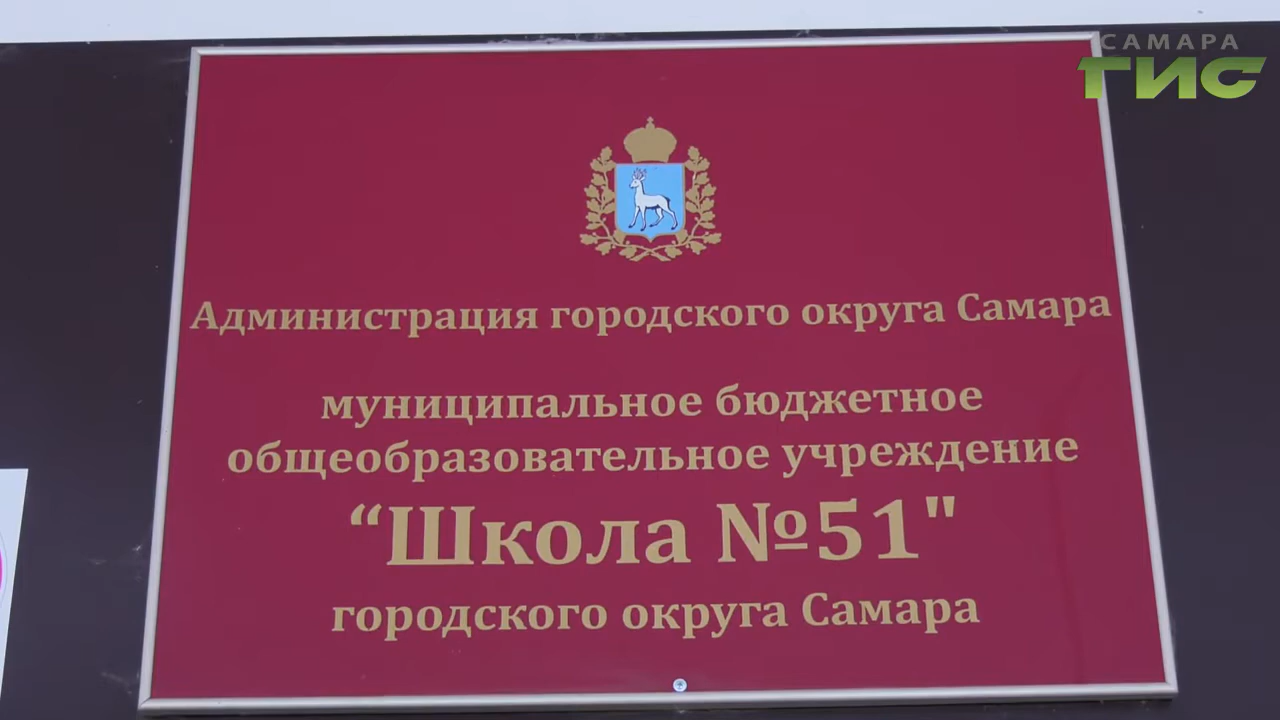 САМАРА
ГИС
Администрация городского округа Самара
муниципальное бюджетное
общеобразовательное учреждение
“Школа №51"
городского округа Самара